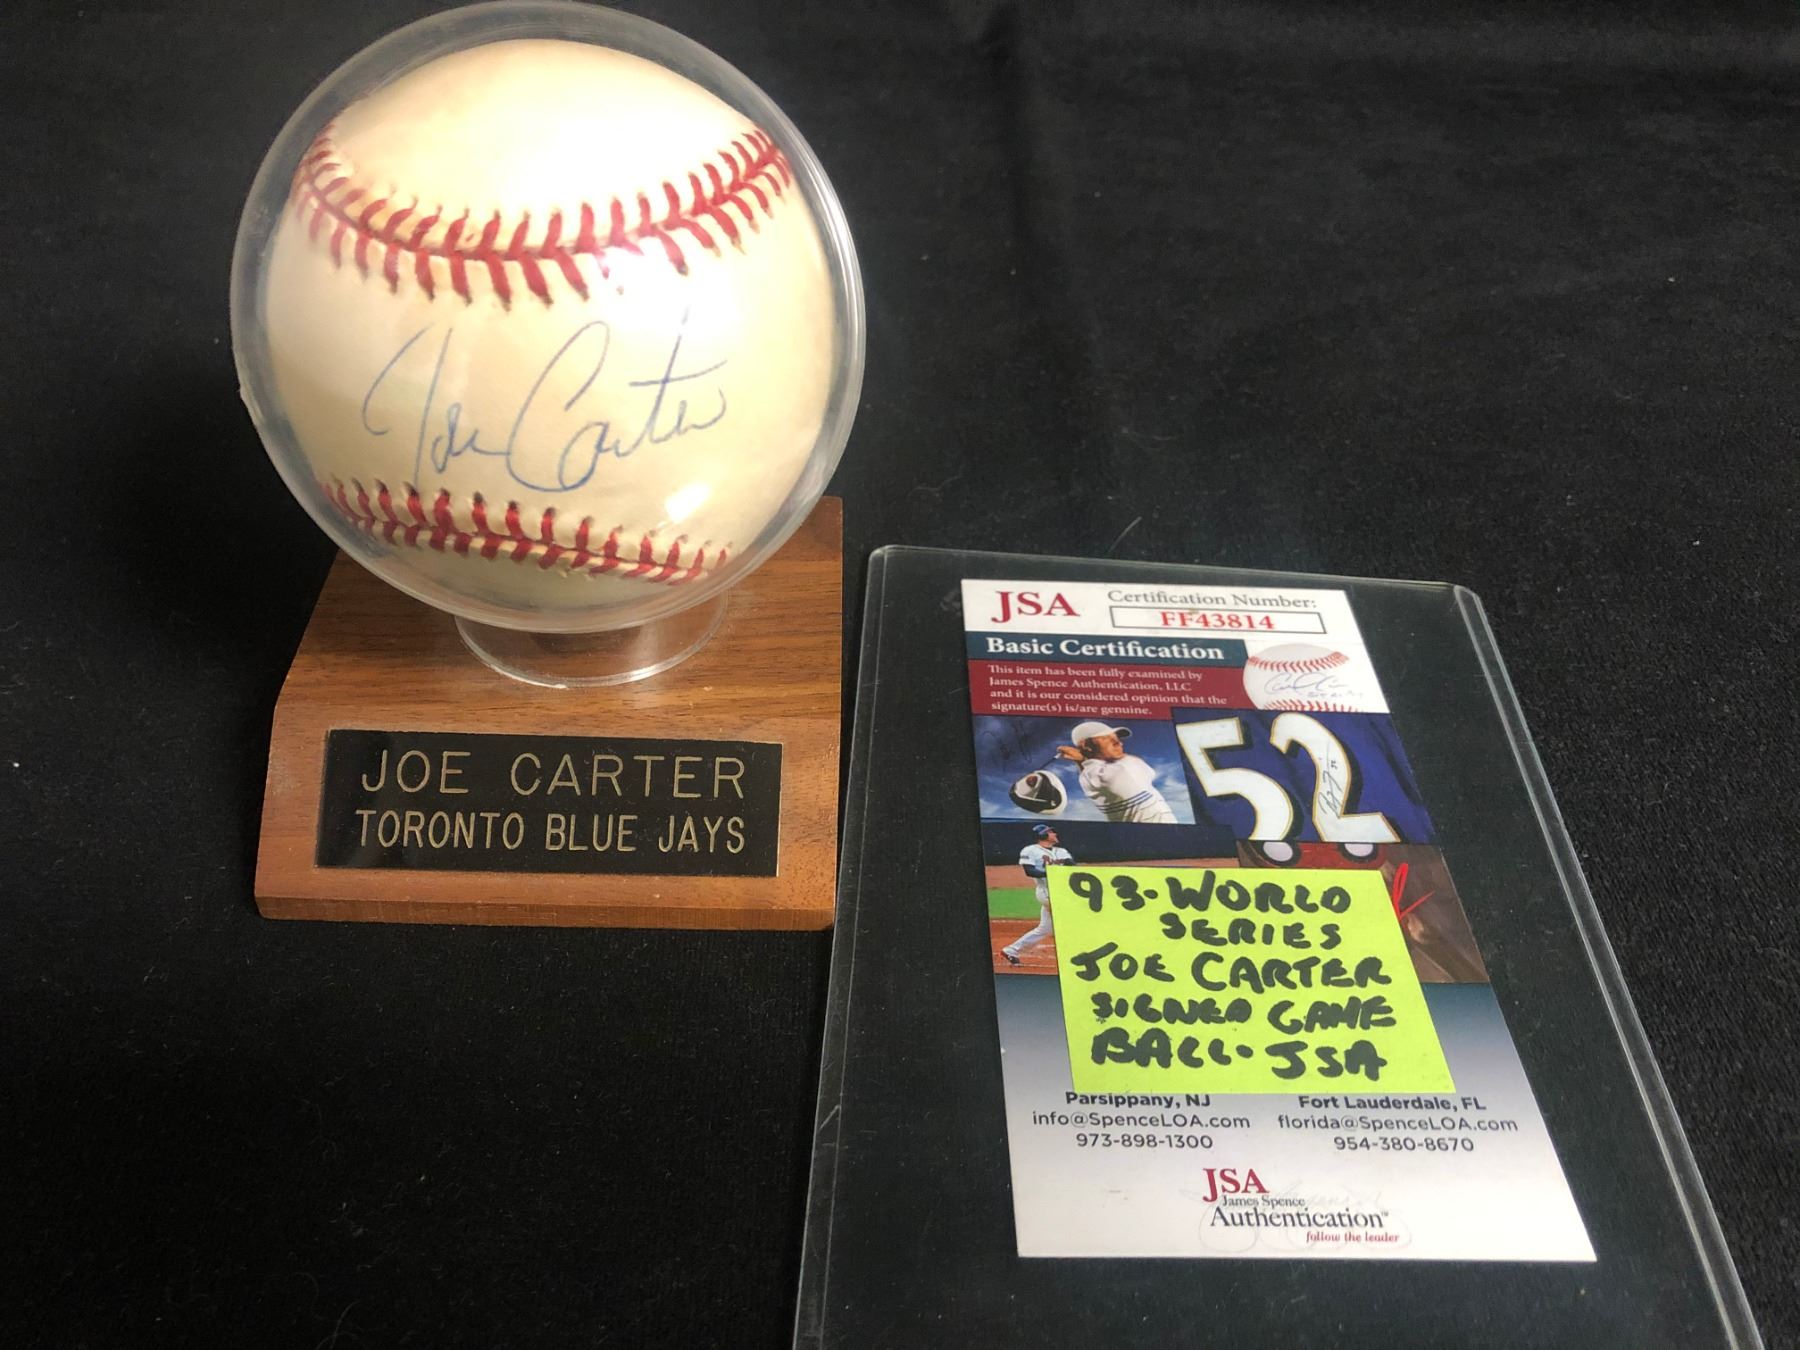 Joe Carter
JOE CARTER
TORONTO BLUE JAYS
JSA
Certification Number:
FF43814
Basic Certification
This item has been fully examined by
James Spence Authentication, LLC
and it is our considered opinion that the
signature(s) is/are genuine.
52
93-WORLD
SERIES
JOE CARTER
SIGNED GAME
BALL-JSA
Parsippany, NJ
info@SpenceLOA.com
973-898-1300
Fort Lauderdale, FL
florida@SpenceLOA.com
954-380-8670
JSA
James Spence
Authentication™
follow the leader